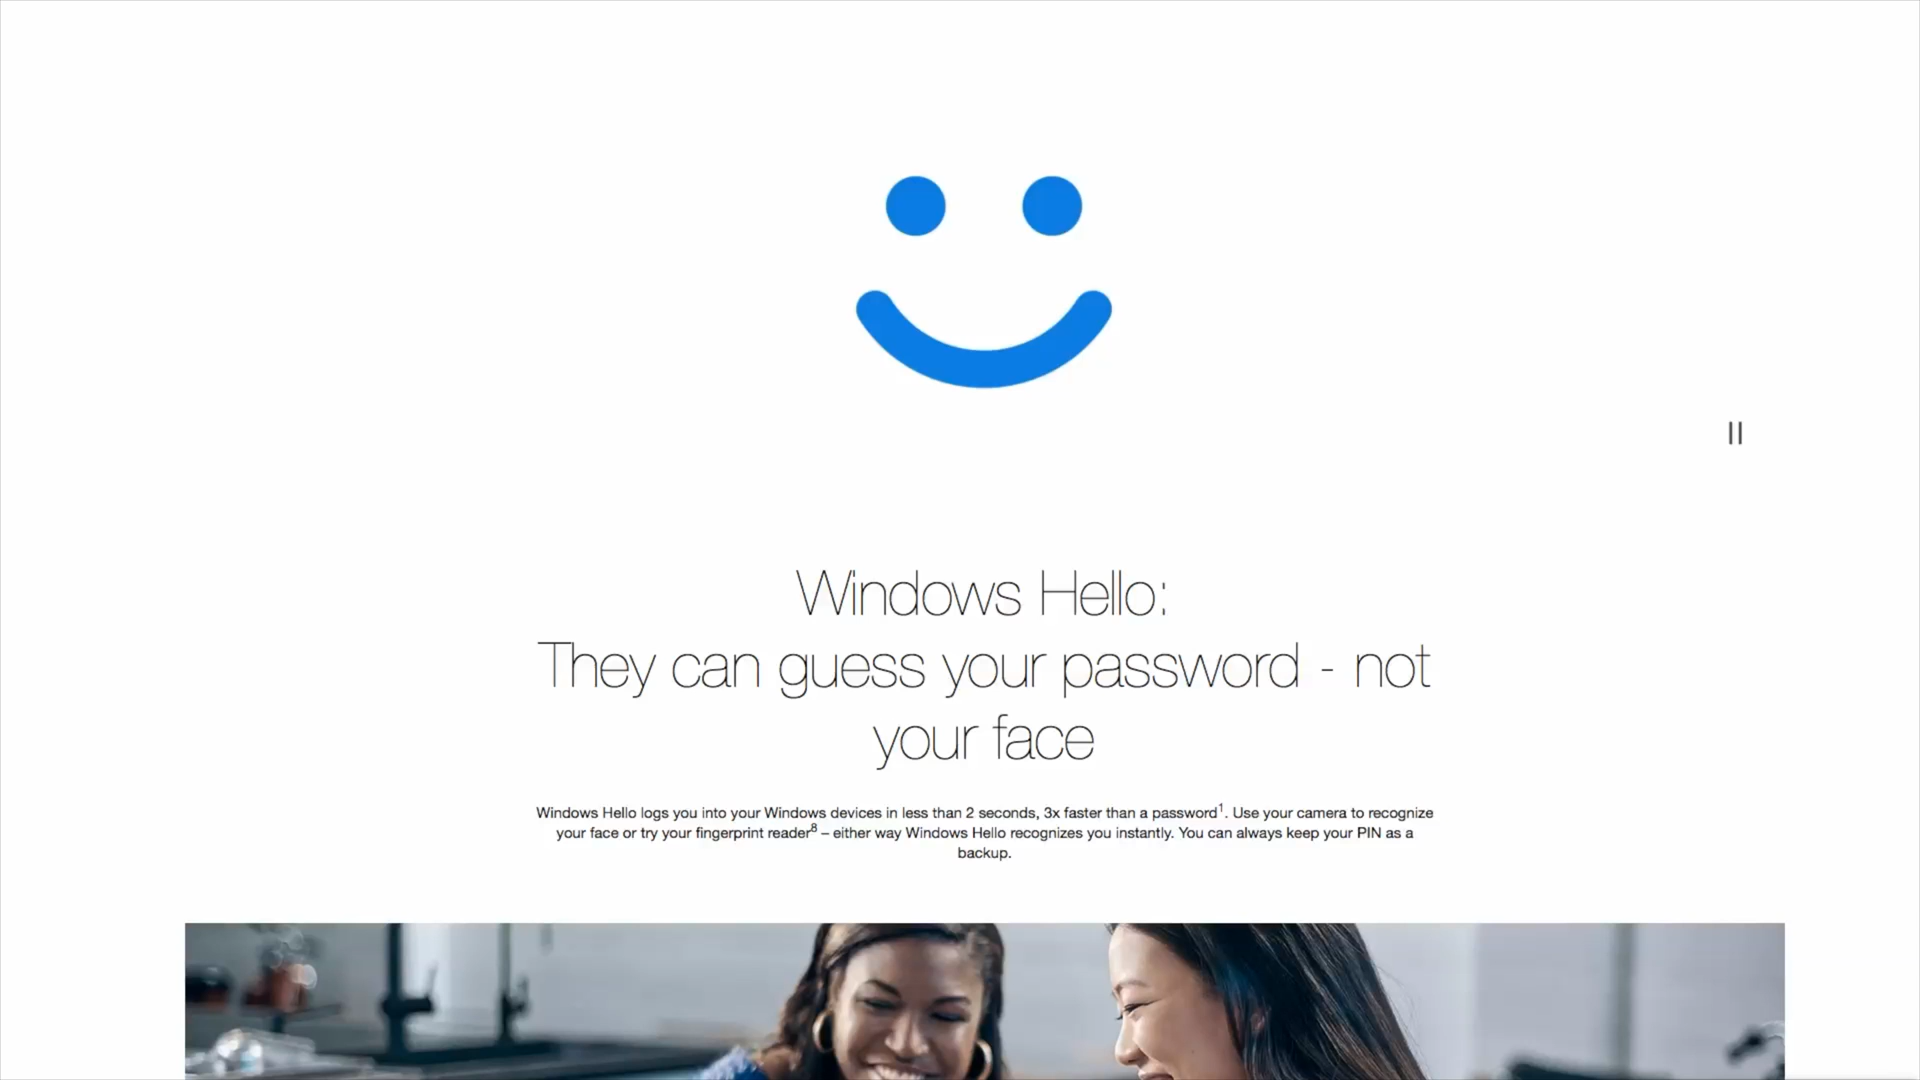 Windows Hello:
They can guess your password - not
your face
Windows Hello logs you into your Windows devices in less than 2 seconds, 3x faster than a password¹. Use your camera to recognize
your face or try your fingerprint reader⁸ – either way Windows Hello recognizes you instantly. You can always keep your PIN as a
backup.